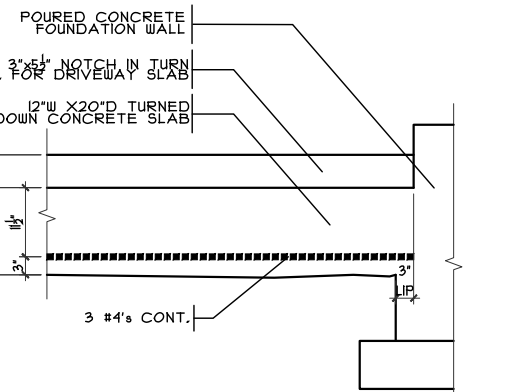 POURED CONCRETE
FOUNDATION WALL
3"x5½" NOTCH IN TURN
FOR DRIVEWAY SLAB
12"W X20"D TURNED
DOWN CONCRETE SLAB
11½"
3"
3"
LIP
3 #4's CONT.